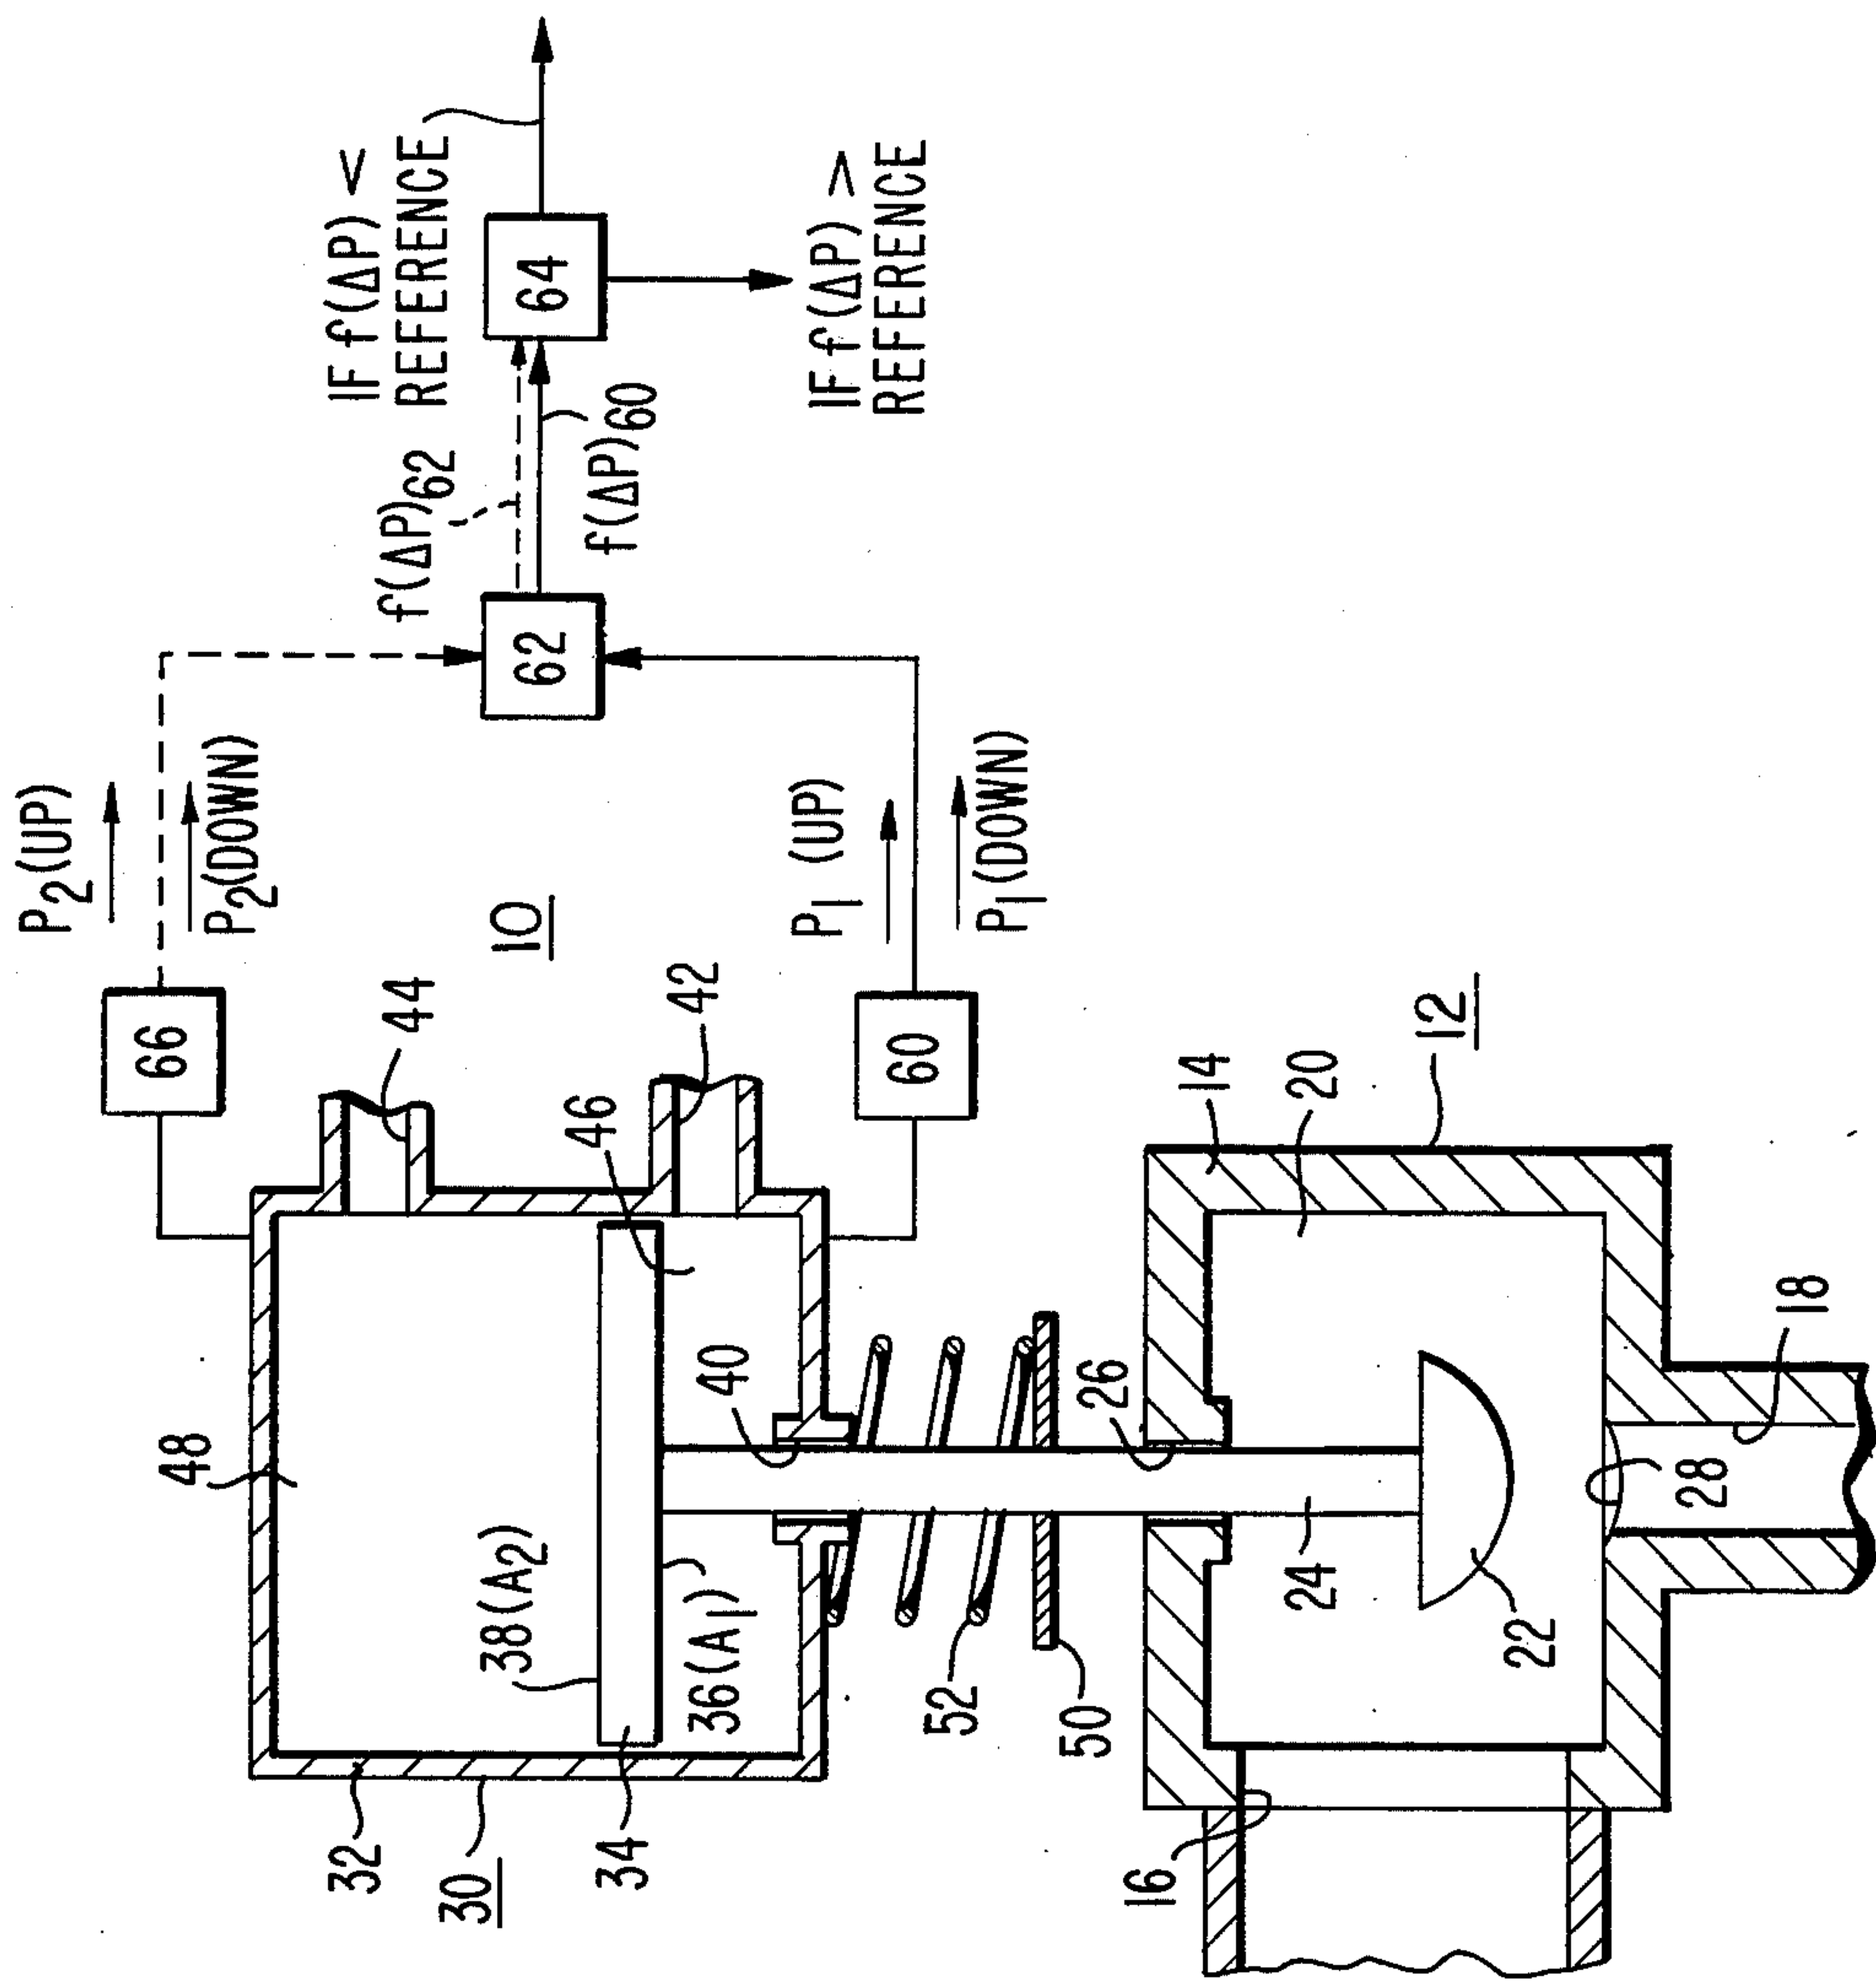 P2(UP)
P2(DOWN)
66
44
10
P1 (UP)
P1(DOWN)
42
46
60
62
f(ΔP)62
f(ΔP)60
64
IF f(ΔP) <
REFERENCE
IF f(ΔP) >
REFERENCE
48
38(A2)
36(A1)
32
30
34
40
52
50
26
14
12
20
24
22
28
18
16